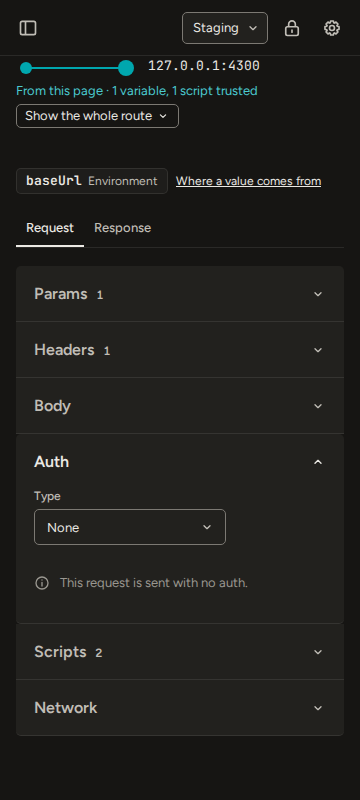 Staging
127.0.0.1:4300
From this page · 1 variable, 1 script trusted
Show the whole route
baseUrl Environment Where a value comes from
Request Response
Params 1
Headers 1
Body
Auth
Type
None
This request is sent with no auth.
Scripts 2
Network